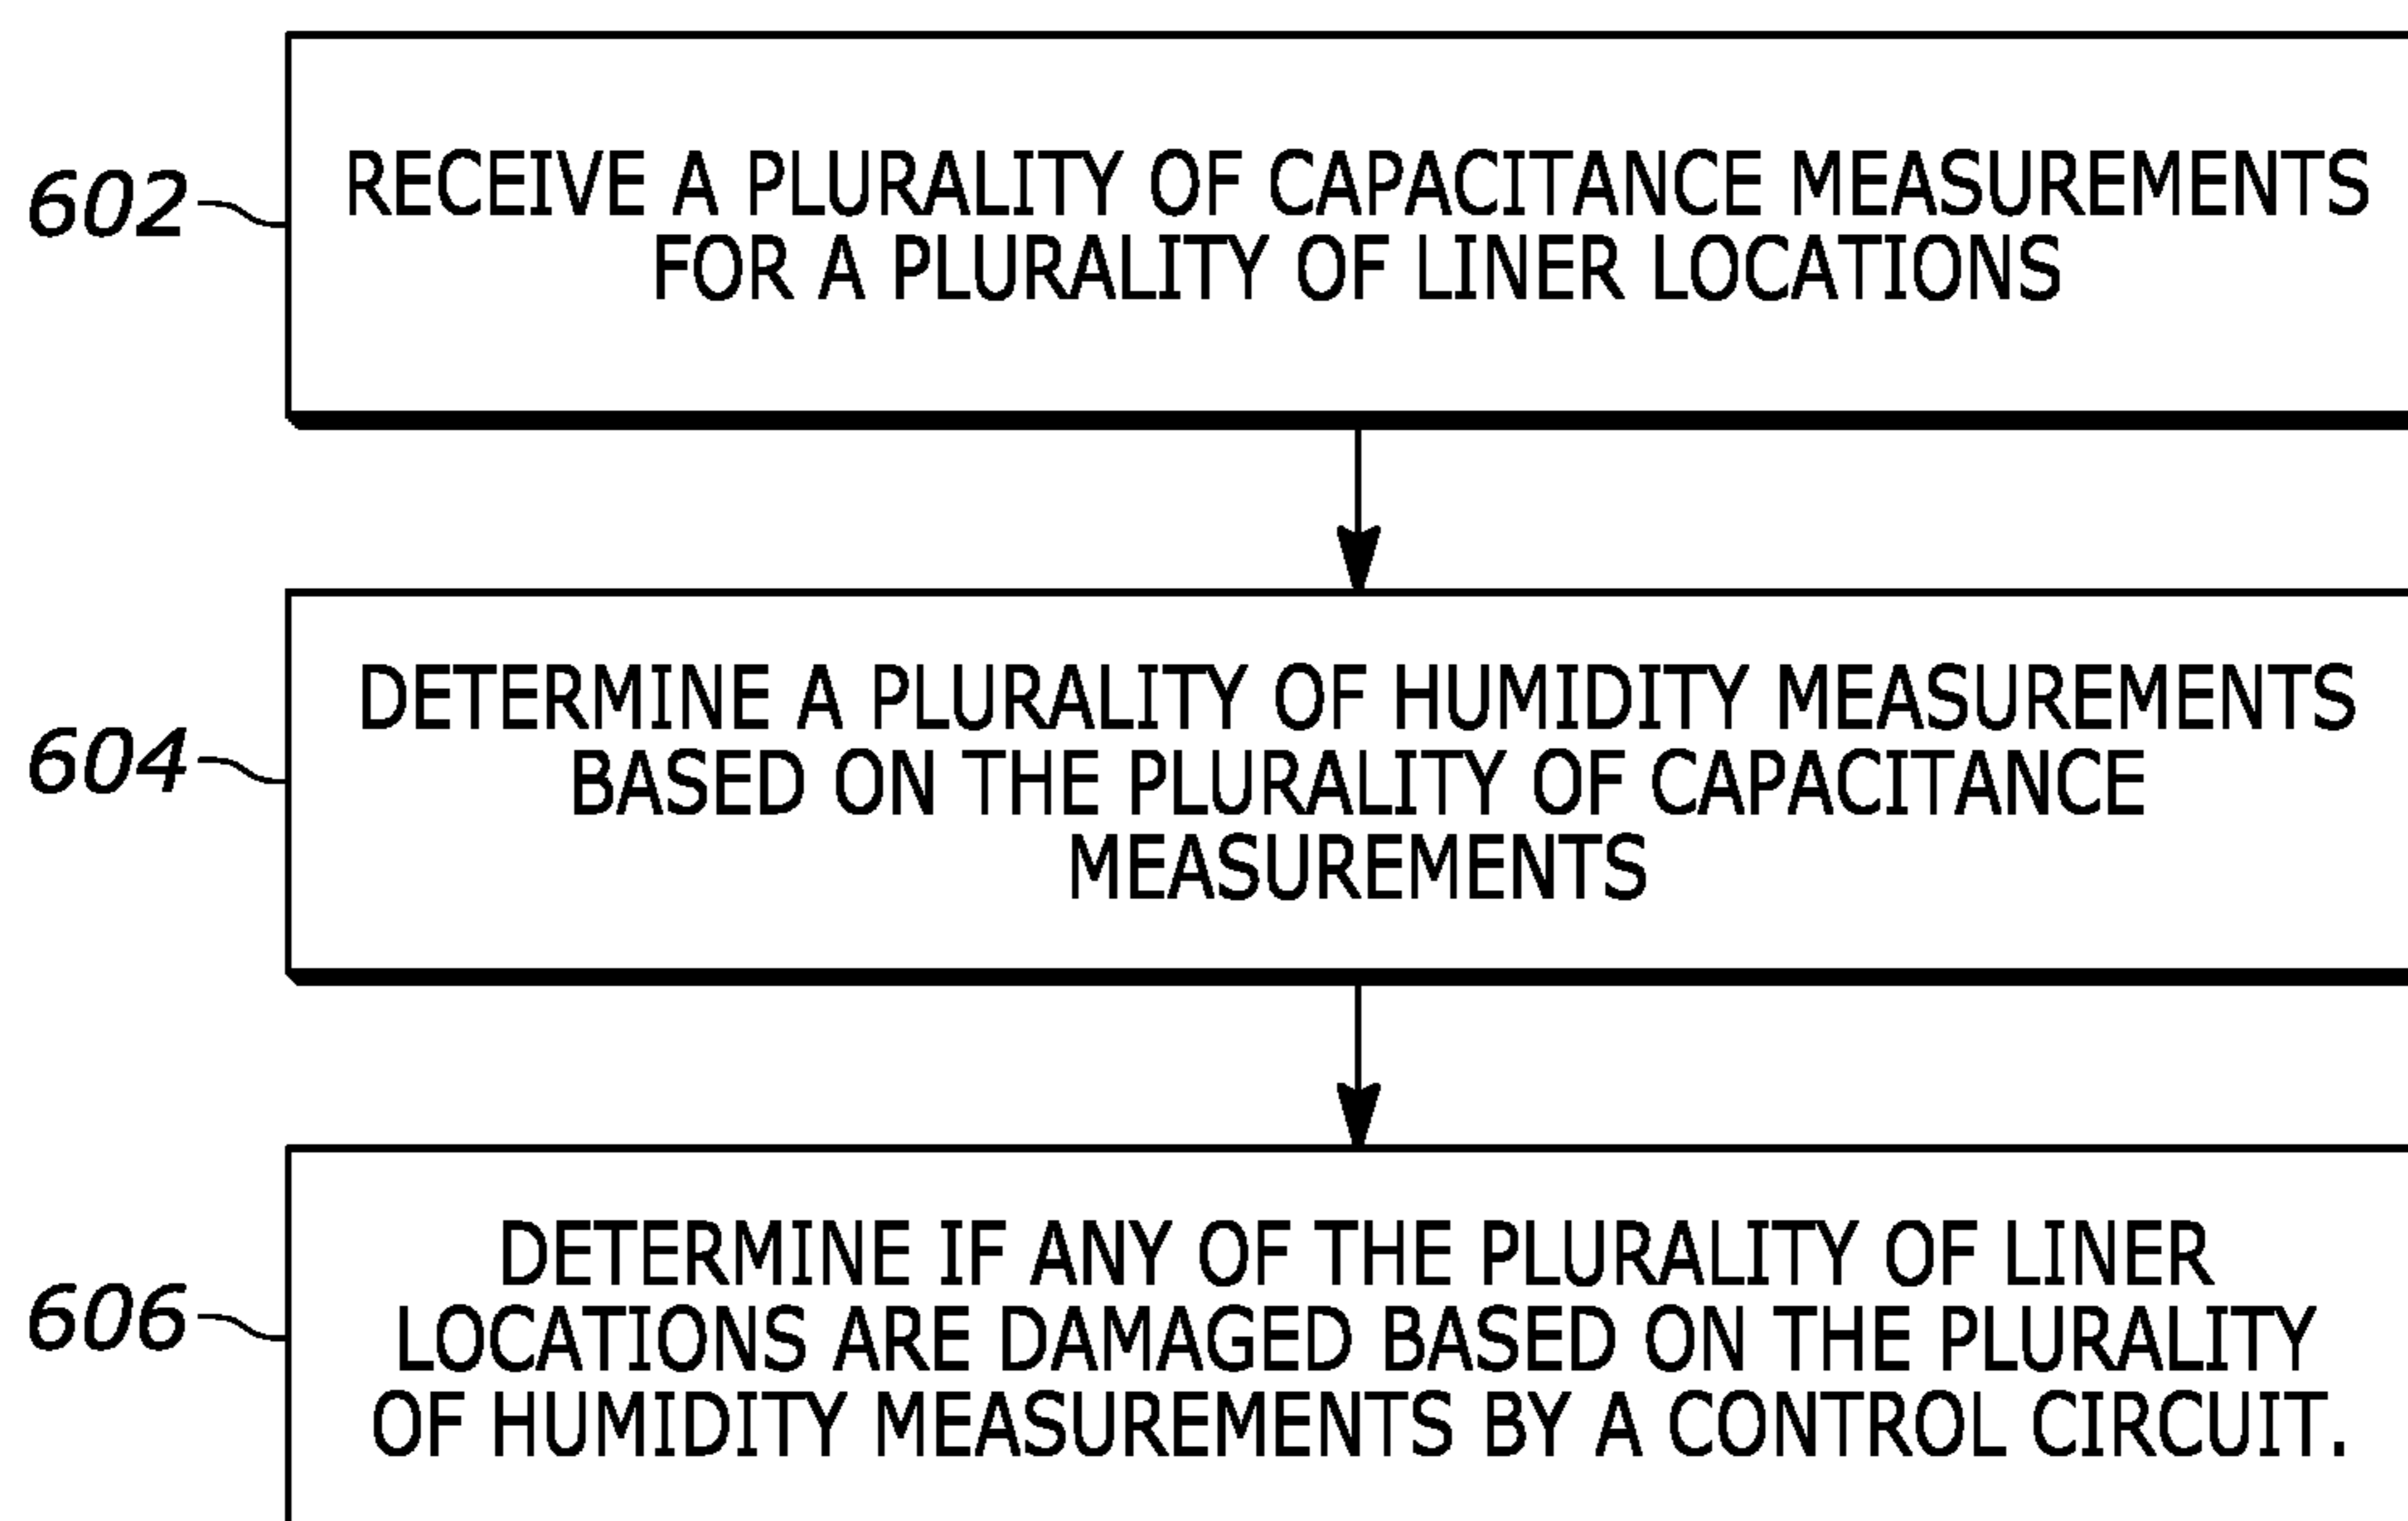 602
RECEIVE A PLURALITY OF CAPACITANCE MEASUREMENTS
FOR A PLURALITY OF LINER LOCATIONS
604
DETERMINE A PLURALITY OF HUMIDITY MEASUREMENTS
BASED ON THE PLURALITY OF CAPACITANCE
MEASUREMENTS
606
DETERMINE IF ANY OF THE PLURALITY OF LINER
LOCATIONS ARE DAMAGED BASED ON THE PLURALITY
OF HUMIDITY MEASUREMENTS BY A CONTROL CIRCUIT.